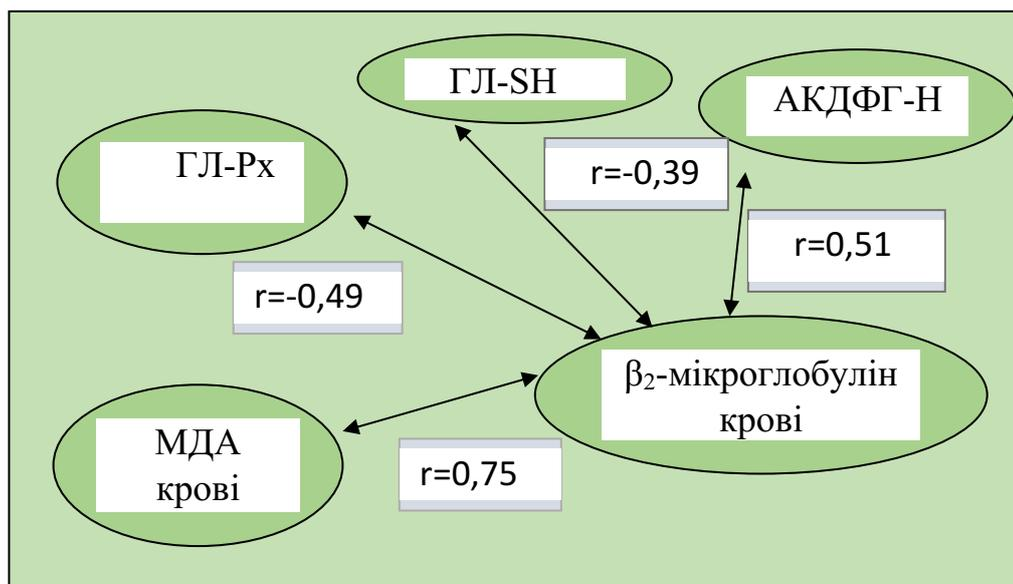 ГЛ-SH
АКДФГ-Н
ГЛ-Рх
r=-0,39
r=0,51
r=-0,49
β₂-мікроглобулін
крові
МДА
крові
r=0,75